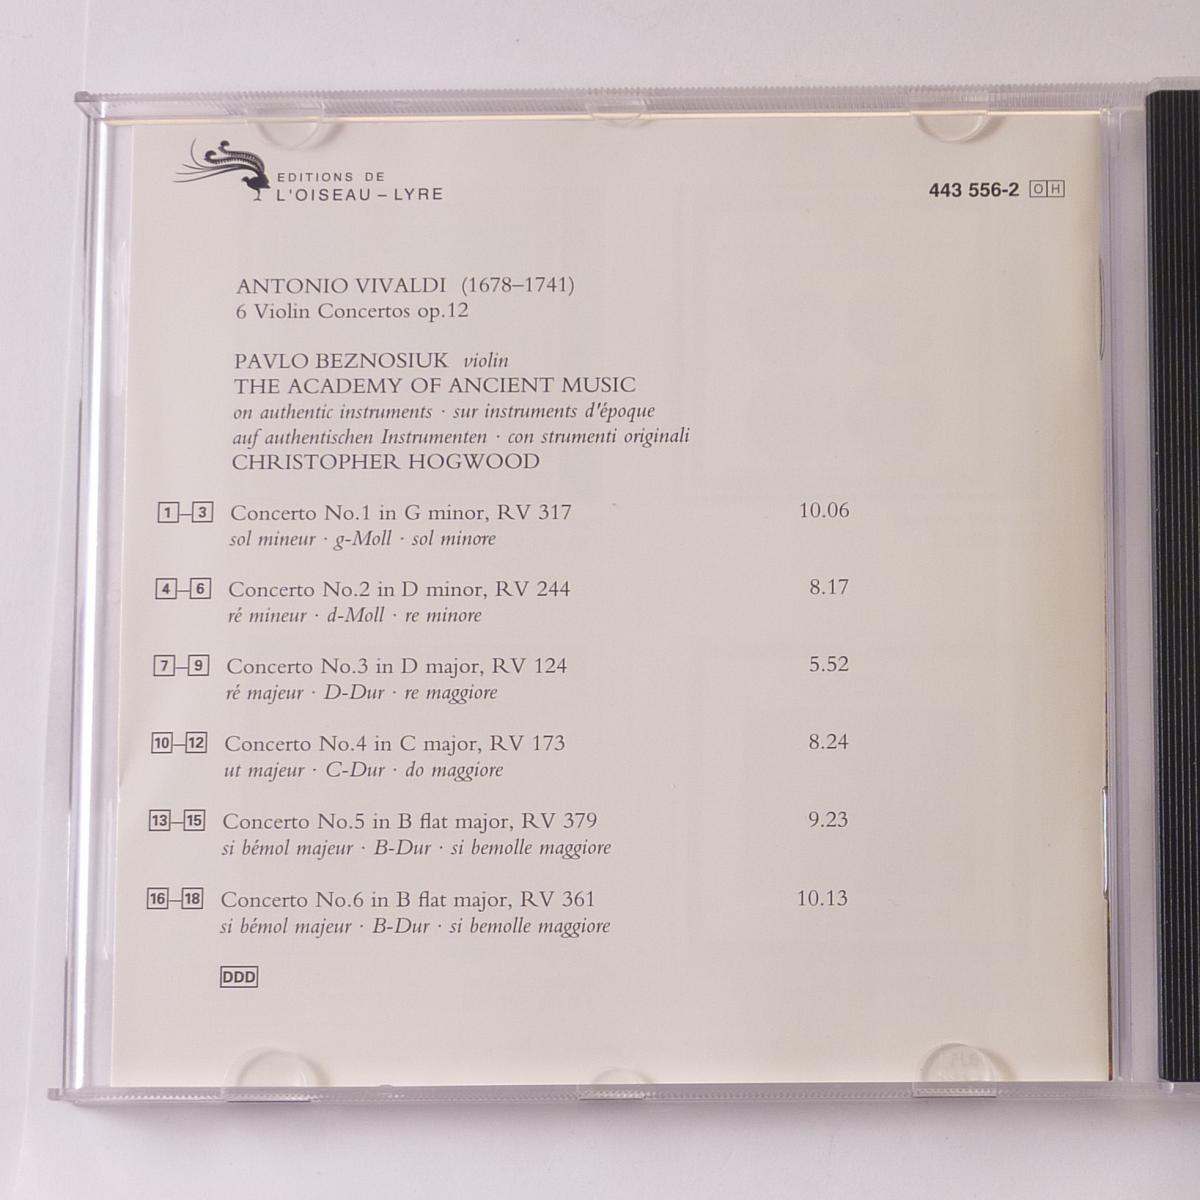 EDITIONS DE
L'OISEAU–LYRE
443 556-2 OH
ANTONIO VIVALDI (1678–1741)
6 Violin Concertos op.12
PAVLO BEZNOSIUK violin
THE ACADEMY OF ANCIENT MUSIC
on authentic instruments · sur instruments d'époque
auf authentischen Instrumenten · con strumenti originali
CHRISTOPHER HOGWOOD
1–3 Concerto No.1 in G minor, RV 317 10.06
sol mineur · g-Moll · sol minore
4–6 Concerto No.2 in D minor, RV 244 8.17
ré mineur · d-Moll · re minore
7–9 Concerto No.3 in D major, RV 124 5.52
ré majeur · D-Dur · re maggiore
10–12 Concerto No.4 in C major, RV 173 8.24
ut majeur · C-Dur · do maggiore
13–15 Concerto No.5 in B flat major, RV 379 9.23
si bémol majeur · B-Dur · si bemolle maggiore
16–18 Concerto No.6 in B flat major, RV 361 10.13
si bémol majeur · B-Dur · si bemolle maggiore
DDD